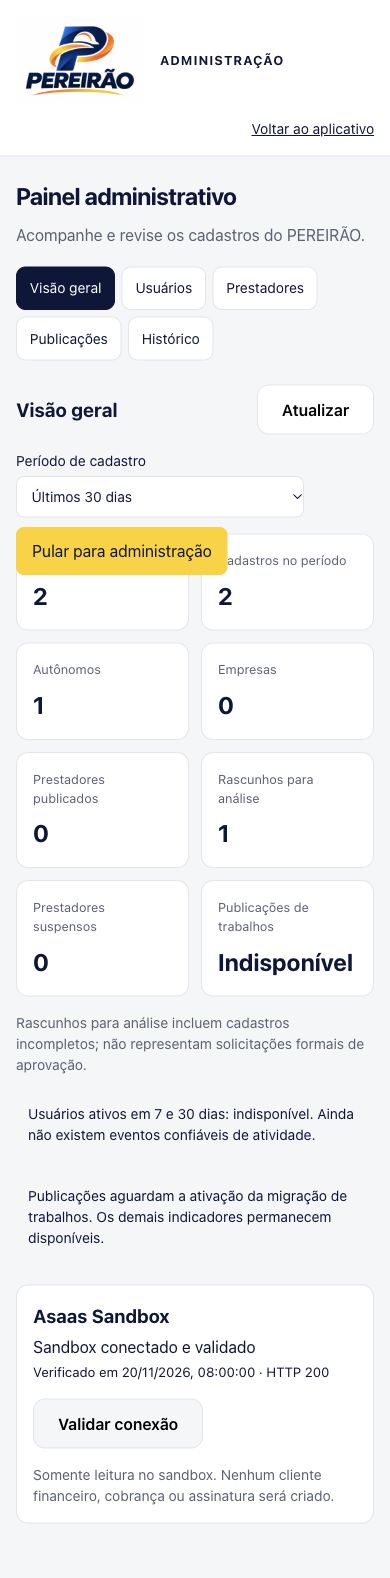 PEREIRÃO
ADMINISTRAÇÃO
Voltar ao aplicativo
Painel administrativo
Acompanhe e revise os cadastros do PEREIRÃO.
Visão geral
Usuários
Prestadores
Publicações
Histórico
Visão geral
Atualizar
Período de cadastro
Últimos 30 dias
Pular para administração
adastros no período
2
2
Autônomos
Empresas
1
0
Prestadores
publicados
Rascunhos para
análise
0
1
Prestadores
suspensos
Publicações de
trabalhos
0
Indisponível
Rascunhos para análise incluem cadastros
incompletos; não representam solicitações formais de
aprovação.
Usuários ativos em 7 e 30 dias: indisponível. Ainda
não existem eventos confiáveis de atividade.
Publicações aguardam a ativação da migração de
trabalhos. Os demais indicadores permanecem
disponíveis.
Asaas Sandbox
Sandbox conectado e validado
Verificado em 20/11/2026, 08:00:00 · HTTP 200
Validar conexão
Somente leitura no sandbox. Nenhum cliente
financeiro, cobrança ou assinatura será criado.